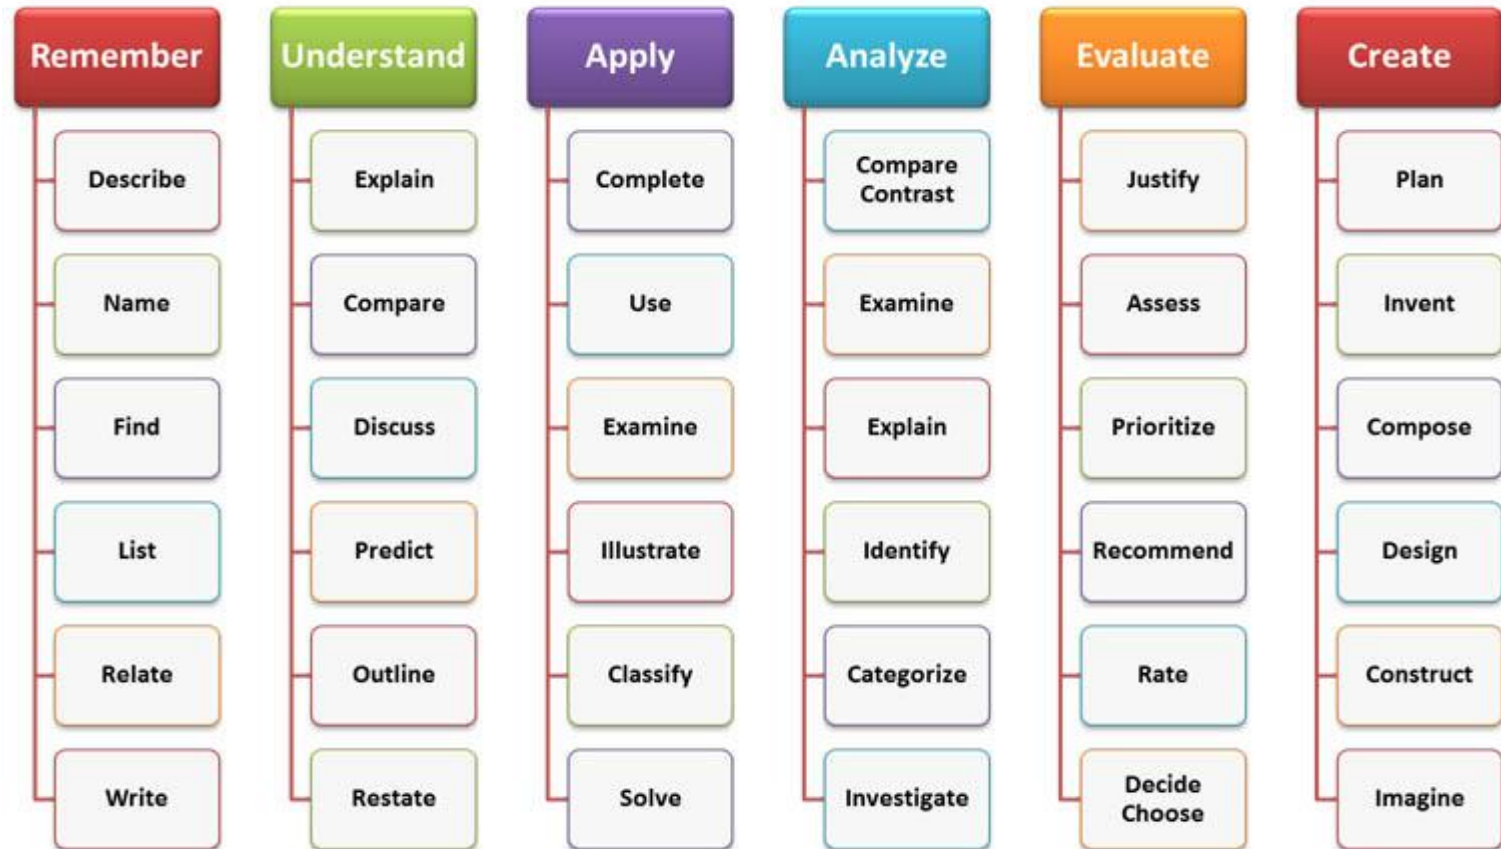 Remember
Describe
Name
Find
List
Relate
Write
Understand
Explain
Compare
Discuss
Predict
Outline
Restate
Apply
Complete
Use
Examine
Illustrate
Classify
Solve
Analyze
Compare
Contrast
Examine
Explain
Identify
Categorize
Investigate
Evaluate
Justify
Assess
Prioritize
Recommend
Rate
Decide
Choose
Create
Plan
Invent
Compose
Design
Construct
Imagine